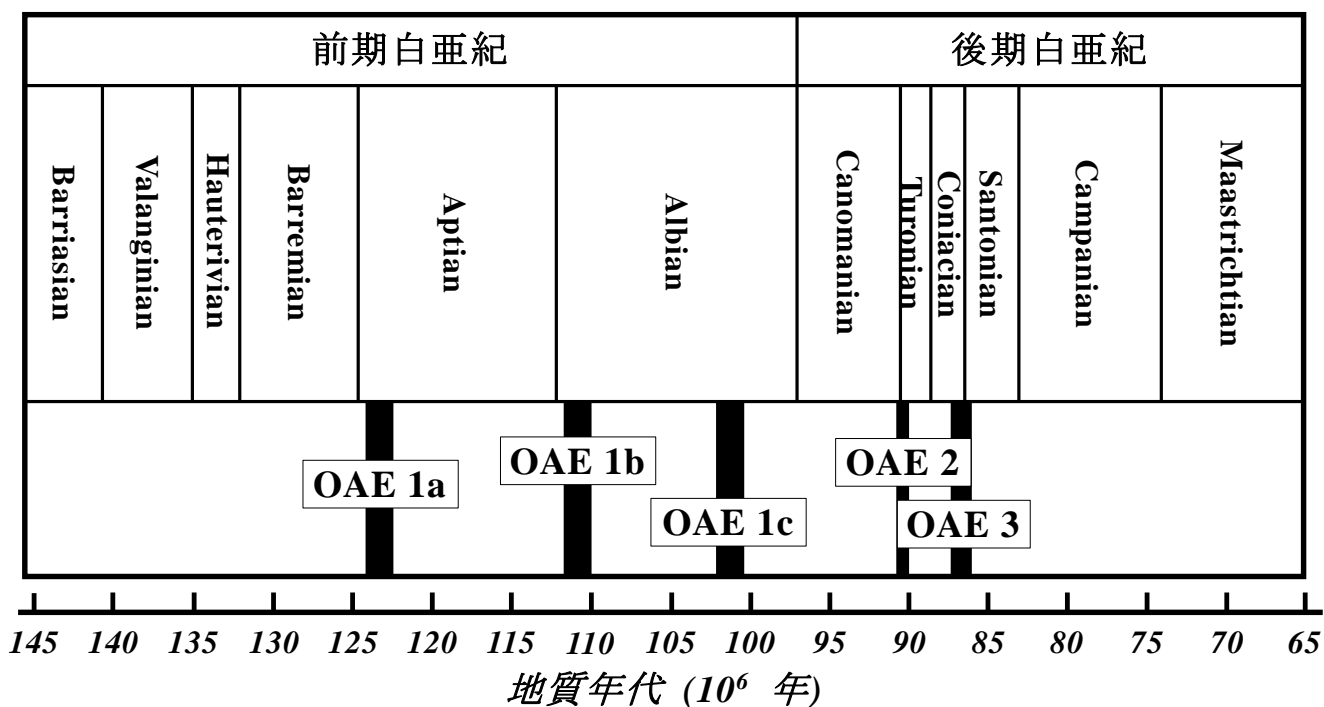 前期白亜紀
後期白亜紀
Barriasian
Valanginian
Hauterivian
Barremian
Aptian
Albian
Canomanian
Turonian
Coniacian
Santonian
Campanian
Maastrichtian
OAE 1a
OAE 1b
OAE 1c
OAE 2
OAE 3
145 140 135 130 125 120 115 110 105 100 95 90 85 80 75 70 65
地質年代 (10⁶ 年)